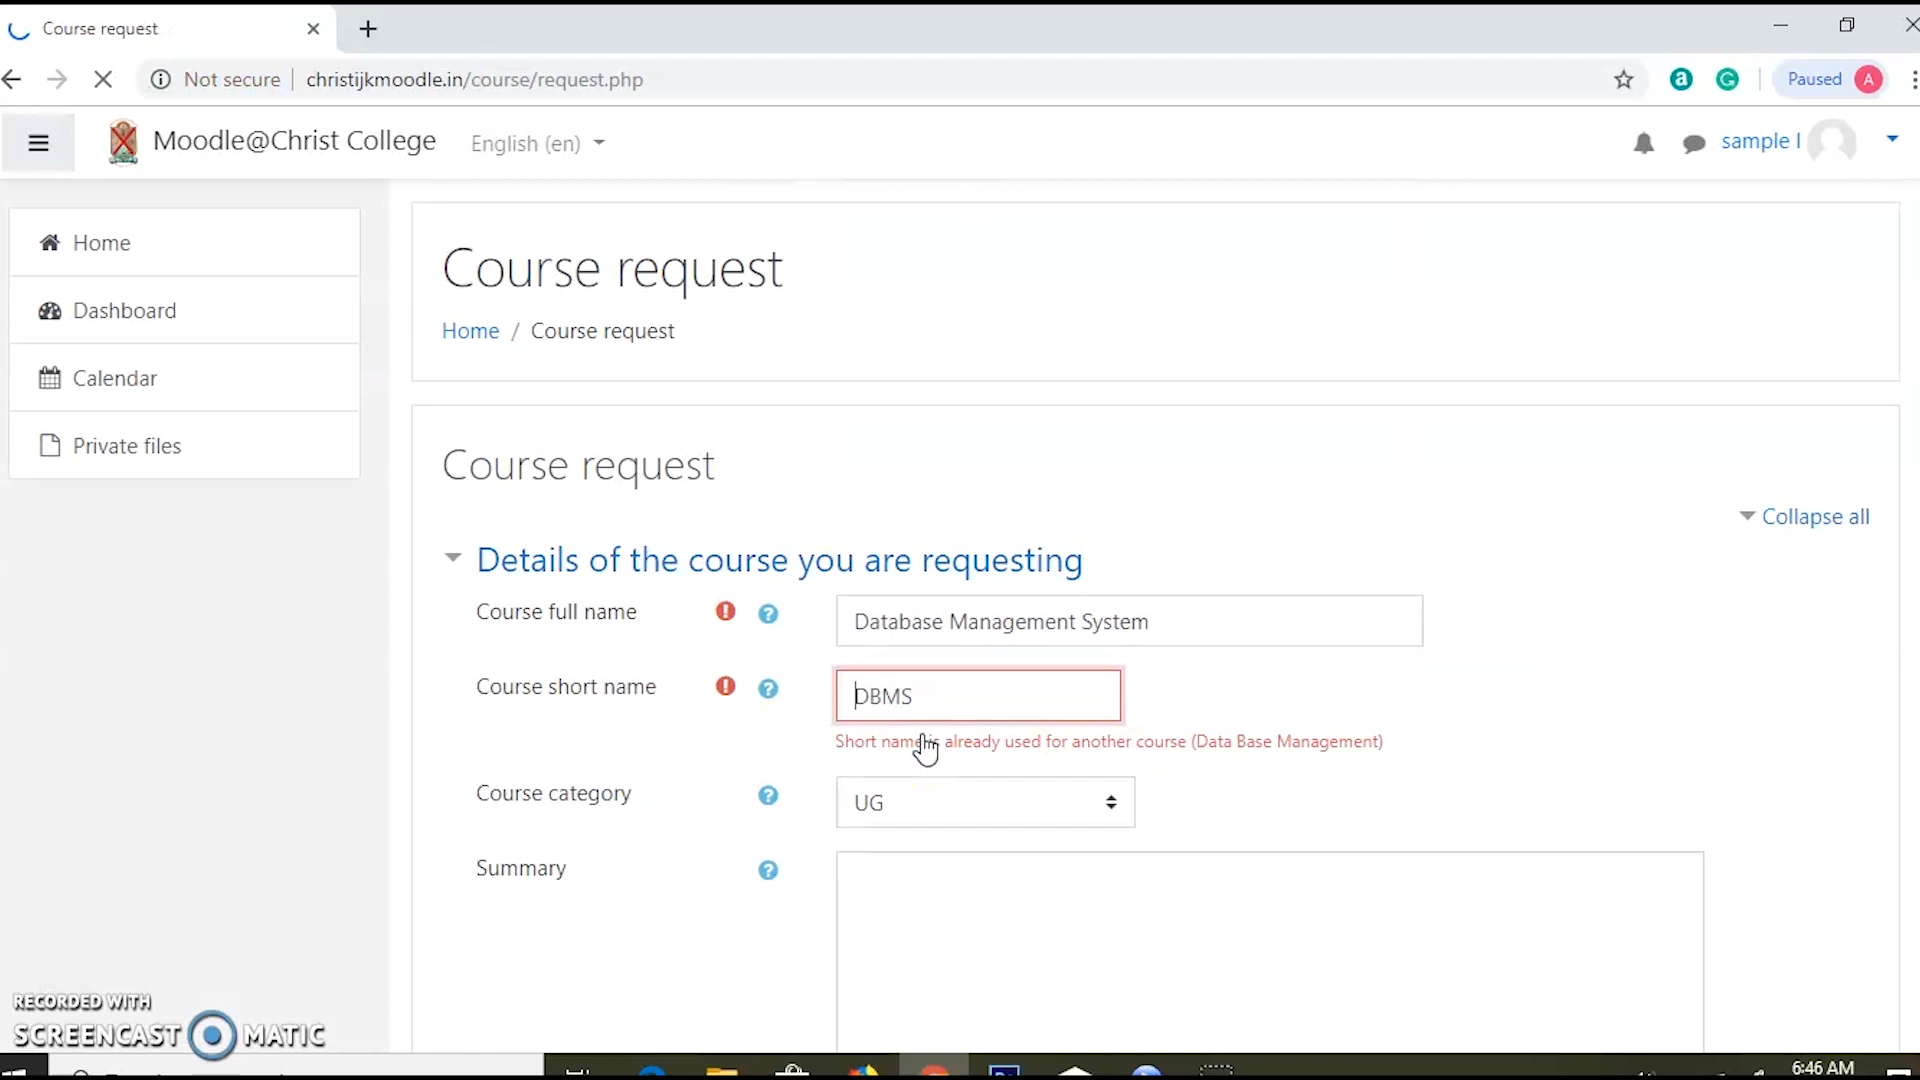 Course request
Not secure
christijkmoodle.in/course/request.php
a
G
Paused
A
Moodle@Christ College
English (en)
sample l
Home
Dashboard
Calendar
Private files
Course request
Home / Course request
Course request
Collapse all
Details of the course you are requesting
Course full name
Database Management System
Course short name
DBMS
Short name is already used for another course (Data Base Management)
Course category
UG
Summary
RECORDED WITH
SCREENCAST MATIC
6:46 AM